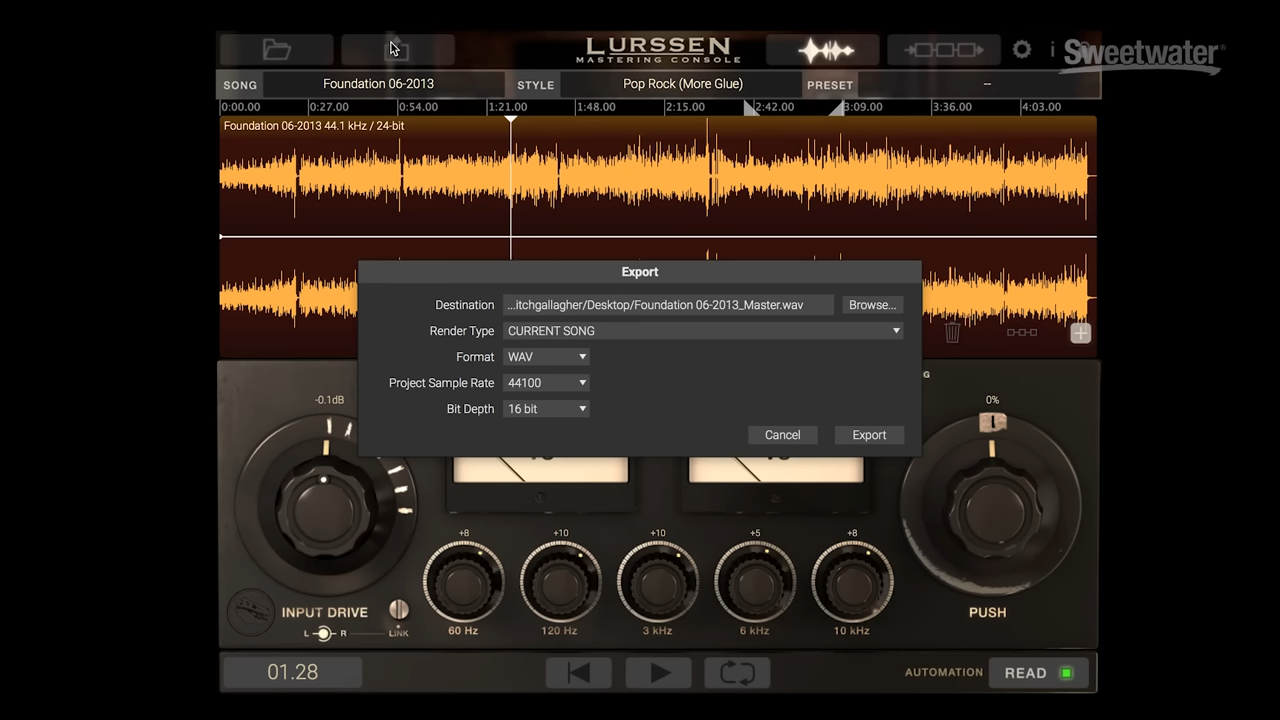 LURSSEN
MASTERING CONSOLE
i
Sweetwater®
SONG Foundation 06-2013 STYLE Pop Rock (More Glue) PRESET --
0:00.00 0:27.00 0:54.00 1:21.00 1:48.00 2:15.00 2:42.00 3:09.00 3:36.00 4:03.00
Foundation 06-2013 44.1 kHz / 24-bit
Export
Destination ...itchgallagher/Desktop/Foundation 06-2013_Master.wav Browse...
Render Type CURRENT SONG
Format WAV
Project Sample Rate 44100
Bit Depth 16 bit
Cancel Export
-0.1dB 0%
+8 +10 +10 +5 +8
INPUT DRIVE PUSH
L R LINK
60 Hz 120 Hz 3 kHz 6 kHz 10 kHz
01.28 AUTOMATION READ